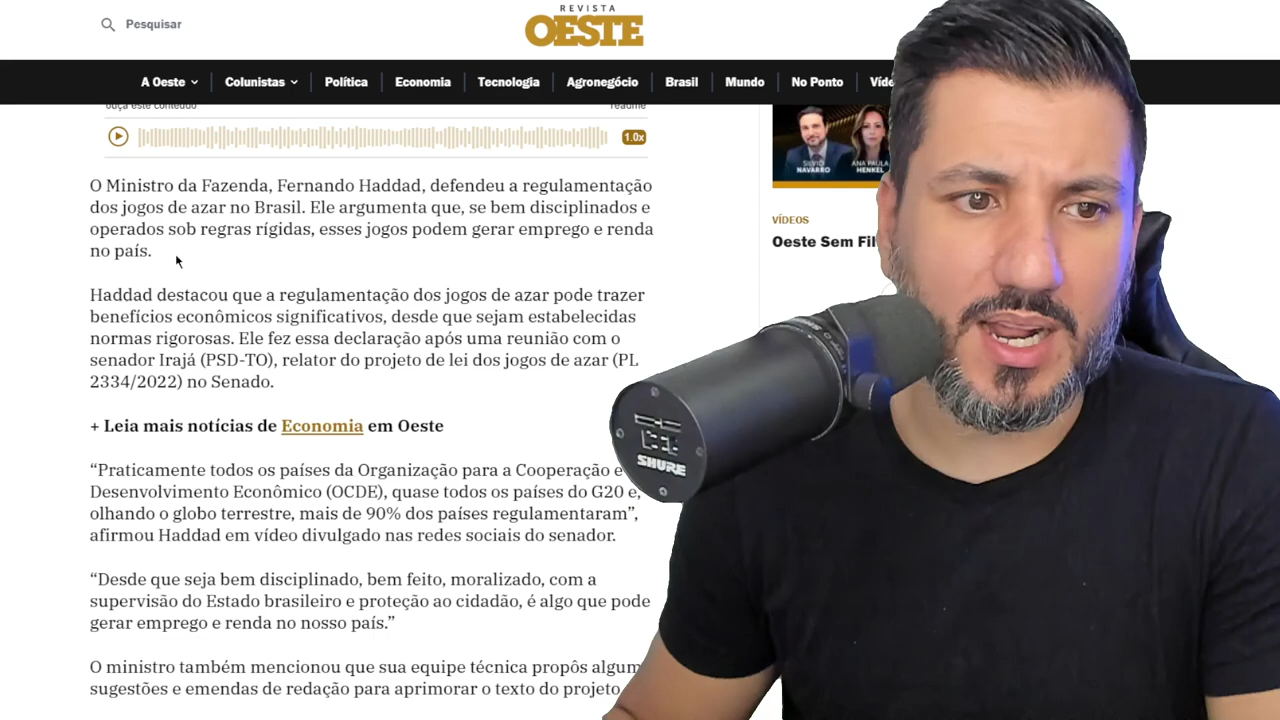 Pesquisar
REVISTA
OESTE
A Oeste
Colunistas
Política
Economia
Tecnologia
Agronegócio
Brasil
Mundo
No Ponto
ouça este conteúdo
readme
1.0x
O Ministro da Fazenda, Fernando Haddad, defendeu a regulamentação
dos jogos de azar no Brasil. Ele argumenta que, se bem disciplinados e
operados sob regras rígidas, esses jogos podem gerar emprego e renda
no país.
Haddad destacou que a regulamentação dos jogos de azar pode trazer
benefícios econômicos significativos, desde que sejam estabelecidas
normas rigorosas. Ele fez essa declaração após uma reunião com o
senador Irajá (PSD-TO), relator do projeto de lei dos jogos de azar (PL
2334/2022) no Senado.
+ Leia mais notícias de Economia em Oeste
“Praticamente todos os países da Organização para a Cooperação e
Desenvolvimento Econômico (OCDE), quase todos os países do G20 e,
olhando o globo terrestre, mais de 90% dos países regulamentaram”,
afirmou Haddad em vídeo divulgado nas redes sociais do senador.
“Desde que seja bem disciplinado, bem feito, moralizado, com a
supervisão do Estado brasileiro e proteção ao cidadão, é algo que pode
gerar emprego e renda no nosso país.”
O ministro também mencionou que sua equipe técnica propôs algum
sugestões e emendas de redação para aprimorar o texto do projeto
SILVIO
NAVARRO
ANA PAULA
HENKEL
VÍDEOS
Oeste Sem Fil
SHURE